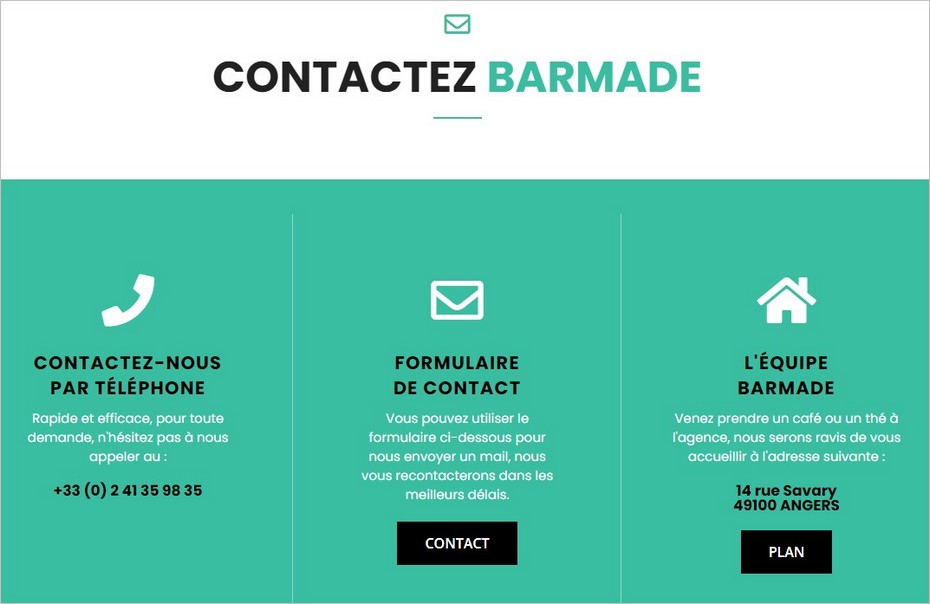 CONTACTEZ BARMADE
CONTACTEZ-NOUS
PAR TÉLÉPHONE
Rapide et efficace, pour toute
demande, n'hésitez pas à nous
appeler au :
+33 (0) 2 41 35 98 35
FORMULAIRE
DE CONTACT
Vous pouvez utiliser le
formulaire ci-dessous pour
nous envoyer un mail, nous
vous recontacterons dans les
meilleurs délais.
CONTACT
L'ÉQUIPE
BARMADE
Venez prendre un café ou un thé à
l'agence, nous serons ravis de vous
accueillir à l'adresse suivante :
14 rue Savary
49100 ANGERS
PLAN